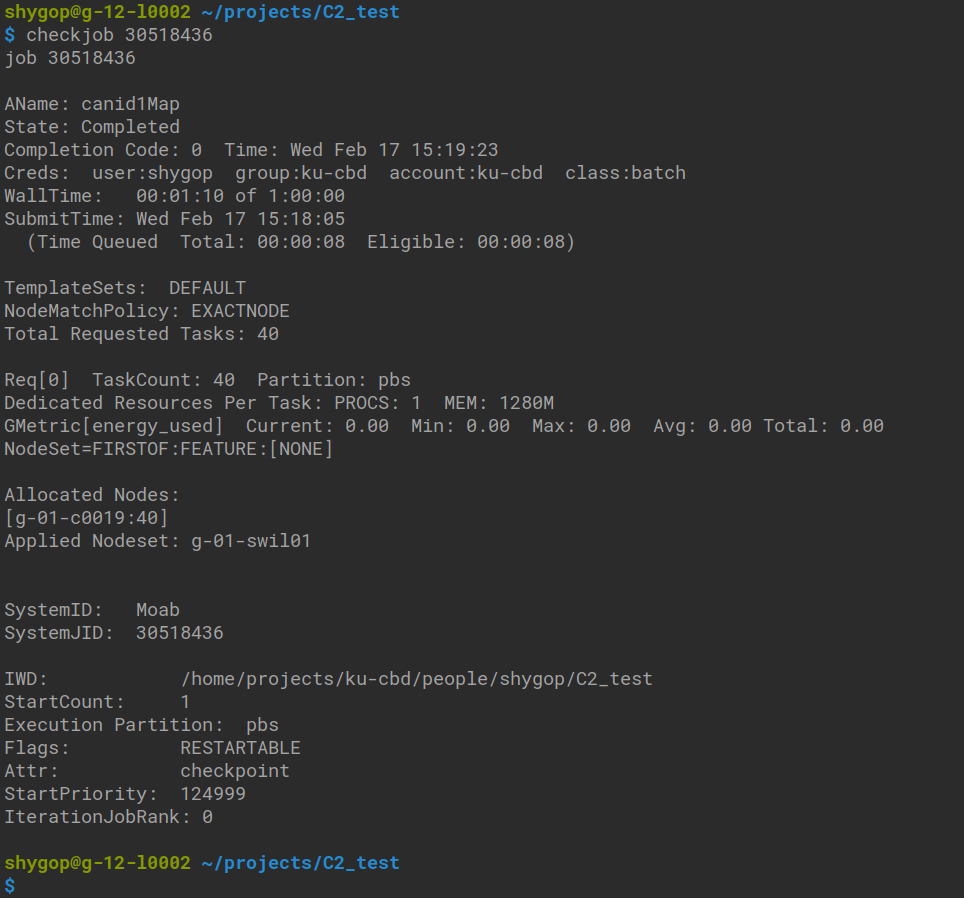 shygop@g-12-l0002 ~/projects/C2_test
$ checkjob 30518436
job 30518436

AName: canid1Map
State: Completed
Completion Code: 0  Time: Wed Feb 17 15:19:23
Creds:  user:shygop  group:ku-cbd  account:ku-cbd  class:batch
WallTime:   00:01:10 of 1:00:00
SubmitTime: Wed Feb 17 15:18:05
  (Time Queued  Total: 00:00:08  Eligible: 00:00:08)

TemplateSets:  DEFAULT
NodeMatchPolicy: EXACTNODE
Total Requested Tasks: 40

Req[0]  TaskCount: 40  Partition: pbs
Dedicated Resources Per Task: PROCS: 1  MEM: 1280M
GMetric[energy_used]  Current: 0.00  Min: 0.00  Max: 0.00  Avg: 0.00 Total: 0.00
NodeSet=FIRSTOF:FEATURE:[NONE]

Allocated Nodes:
[g-01-c0019:40]
Applied Nodeset: g-01-swil01

SystemID:   Moab
SystemJID:  30518436

IWD:            /home/projects/ku-cbd/people/shygop/C2_test
StartCount:     1
Execution Partition:  pbs
Flags:          RESTARTABLE
Attr:           checkpoint
StartPriority:  124999
IterationJobRank: 0

shygop@g-12-l0002 ~/projects/C2_test
$